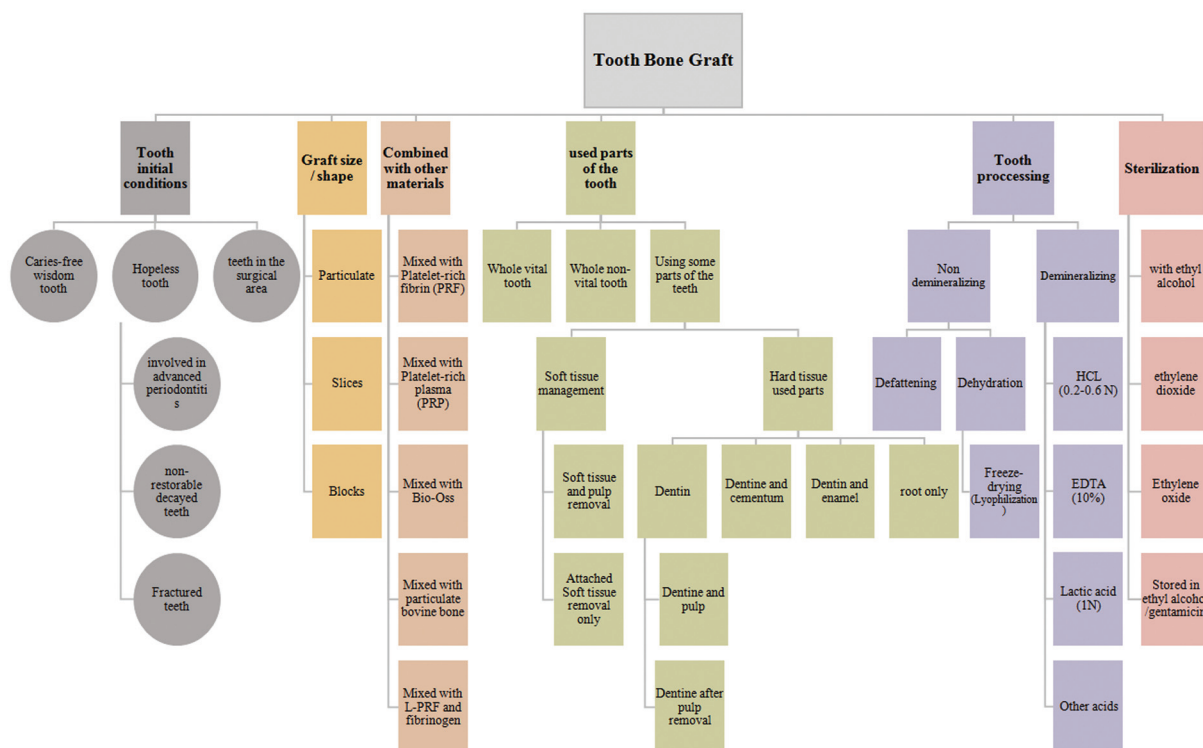 Tooth Bone Graft
Tooth
initial
conditions
Graft size
/ shape
Combined
with other
materials
used parts
of the
tooth
Tooth
proccessing
Sterilization
Caries-free
wisdom
tooth
Hopeless
tooth
teeth in the
surgical
area
involved in
advanced
periodontiti
s
non-
restorable
decayed
teeth
Fractured
teeth
Particulate
Slices
Blocks
Mixed with
Platelet-rich
fibrin (PRF)
Mixed with
Platelet-rich
plasma
(PRP)
Mixed with
Bio-Oss
Mixed with
particulate
bovine bone
Mixed with
L-PRF and
fibrinogen
Whole vital
tooth
Whole non-
vital tooth
Using some
parts of the
teeth
Soft tissue
management
Hard tissue
used parts
Soft tissue
and pulp
removal
Attached
Soft tissue
removal
only
Dentin
Dentine and
cementum
Dentin and
enamel
root only
Dentine and
pulp
Dentine after
pulp
removal
Non
demineralizing
Demineralizing
Defattening
Dehydration
Freeze-
drying
(Lyophilization
)
HCL
(0.2-0.6 N)
EDTA
(10%)
Lactic acid
(1N)
Other acids
with ethyl
alcohol
ethylene
dioxide
Ethylene
oxide
Stored in
ethyl alcohol
/gentamicin